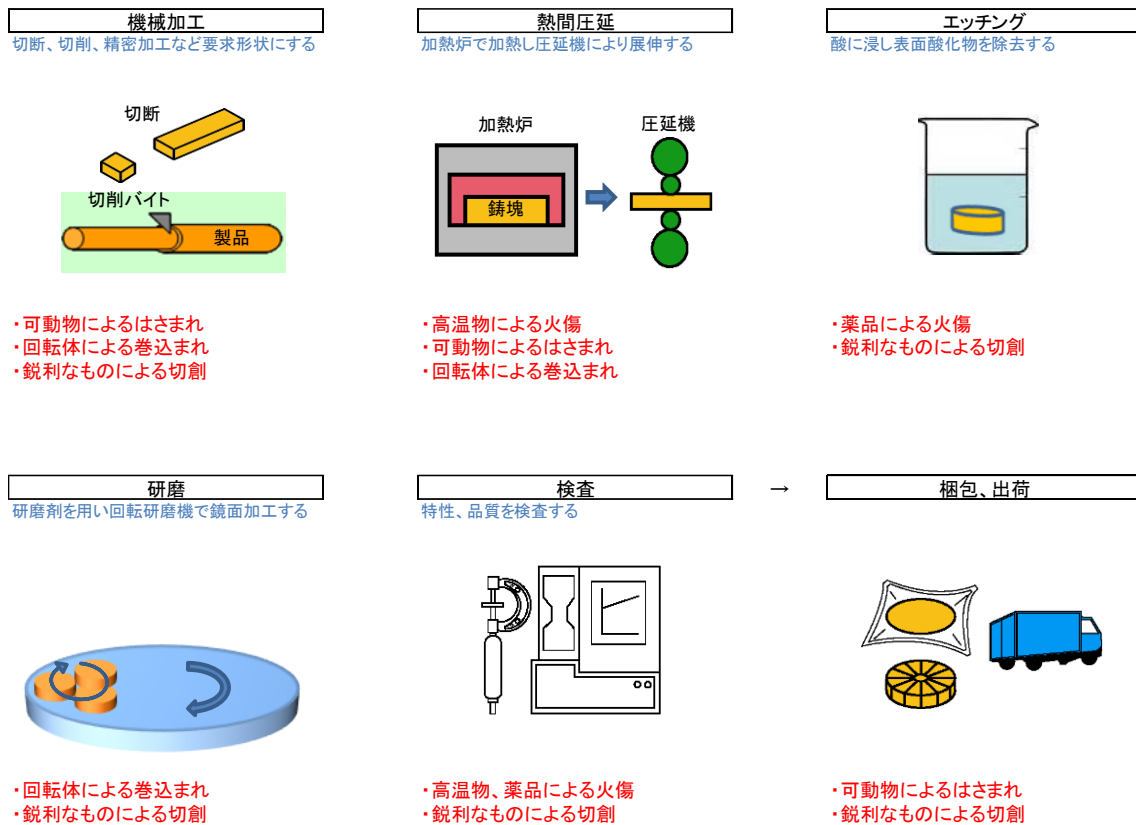 機械加工
切断、切削、精密加工など要求形状にする
切断
切削バイト
製品
・可動物によるはさまれ
・回転体による巻込まれ
・鋭利なものによる切創
熱間圧延
加熱炉で加熱し圧延機により展伸する
加熱炉
圧延機
鋳塊
・高温物による火傷
・可動物によるはさまれ
・回転体による巻込まれ
エッチング
酸に浸し表面酸化物を除去する
・薬品による火傷
・鋭利なものによる切創
研磨
研磨剤を用い回転研磨機で鏡面加工する
・回転体による巻込まれ
・鋭利なものによる切創
検査
特性、品質を検査する
・高温物、薬品による火傷
・鋭利なものによる切創
→
梱包、出荷
・可動物によるはさまれ
・鋭利なものによる切創